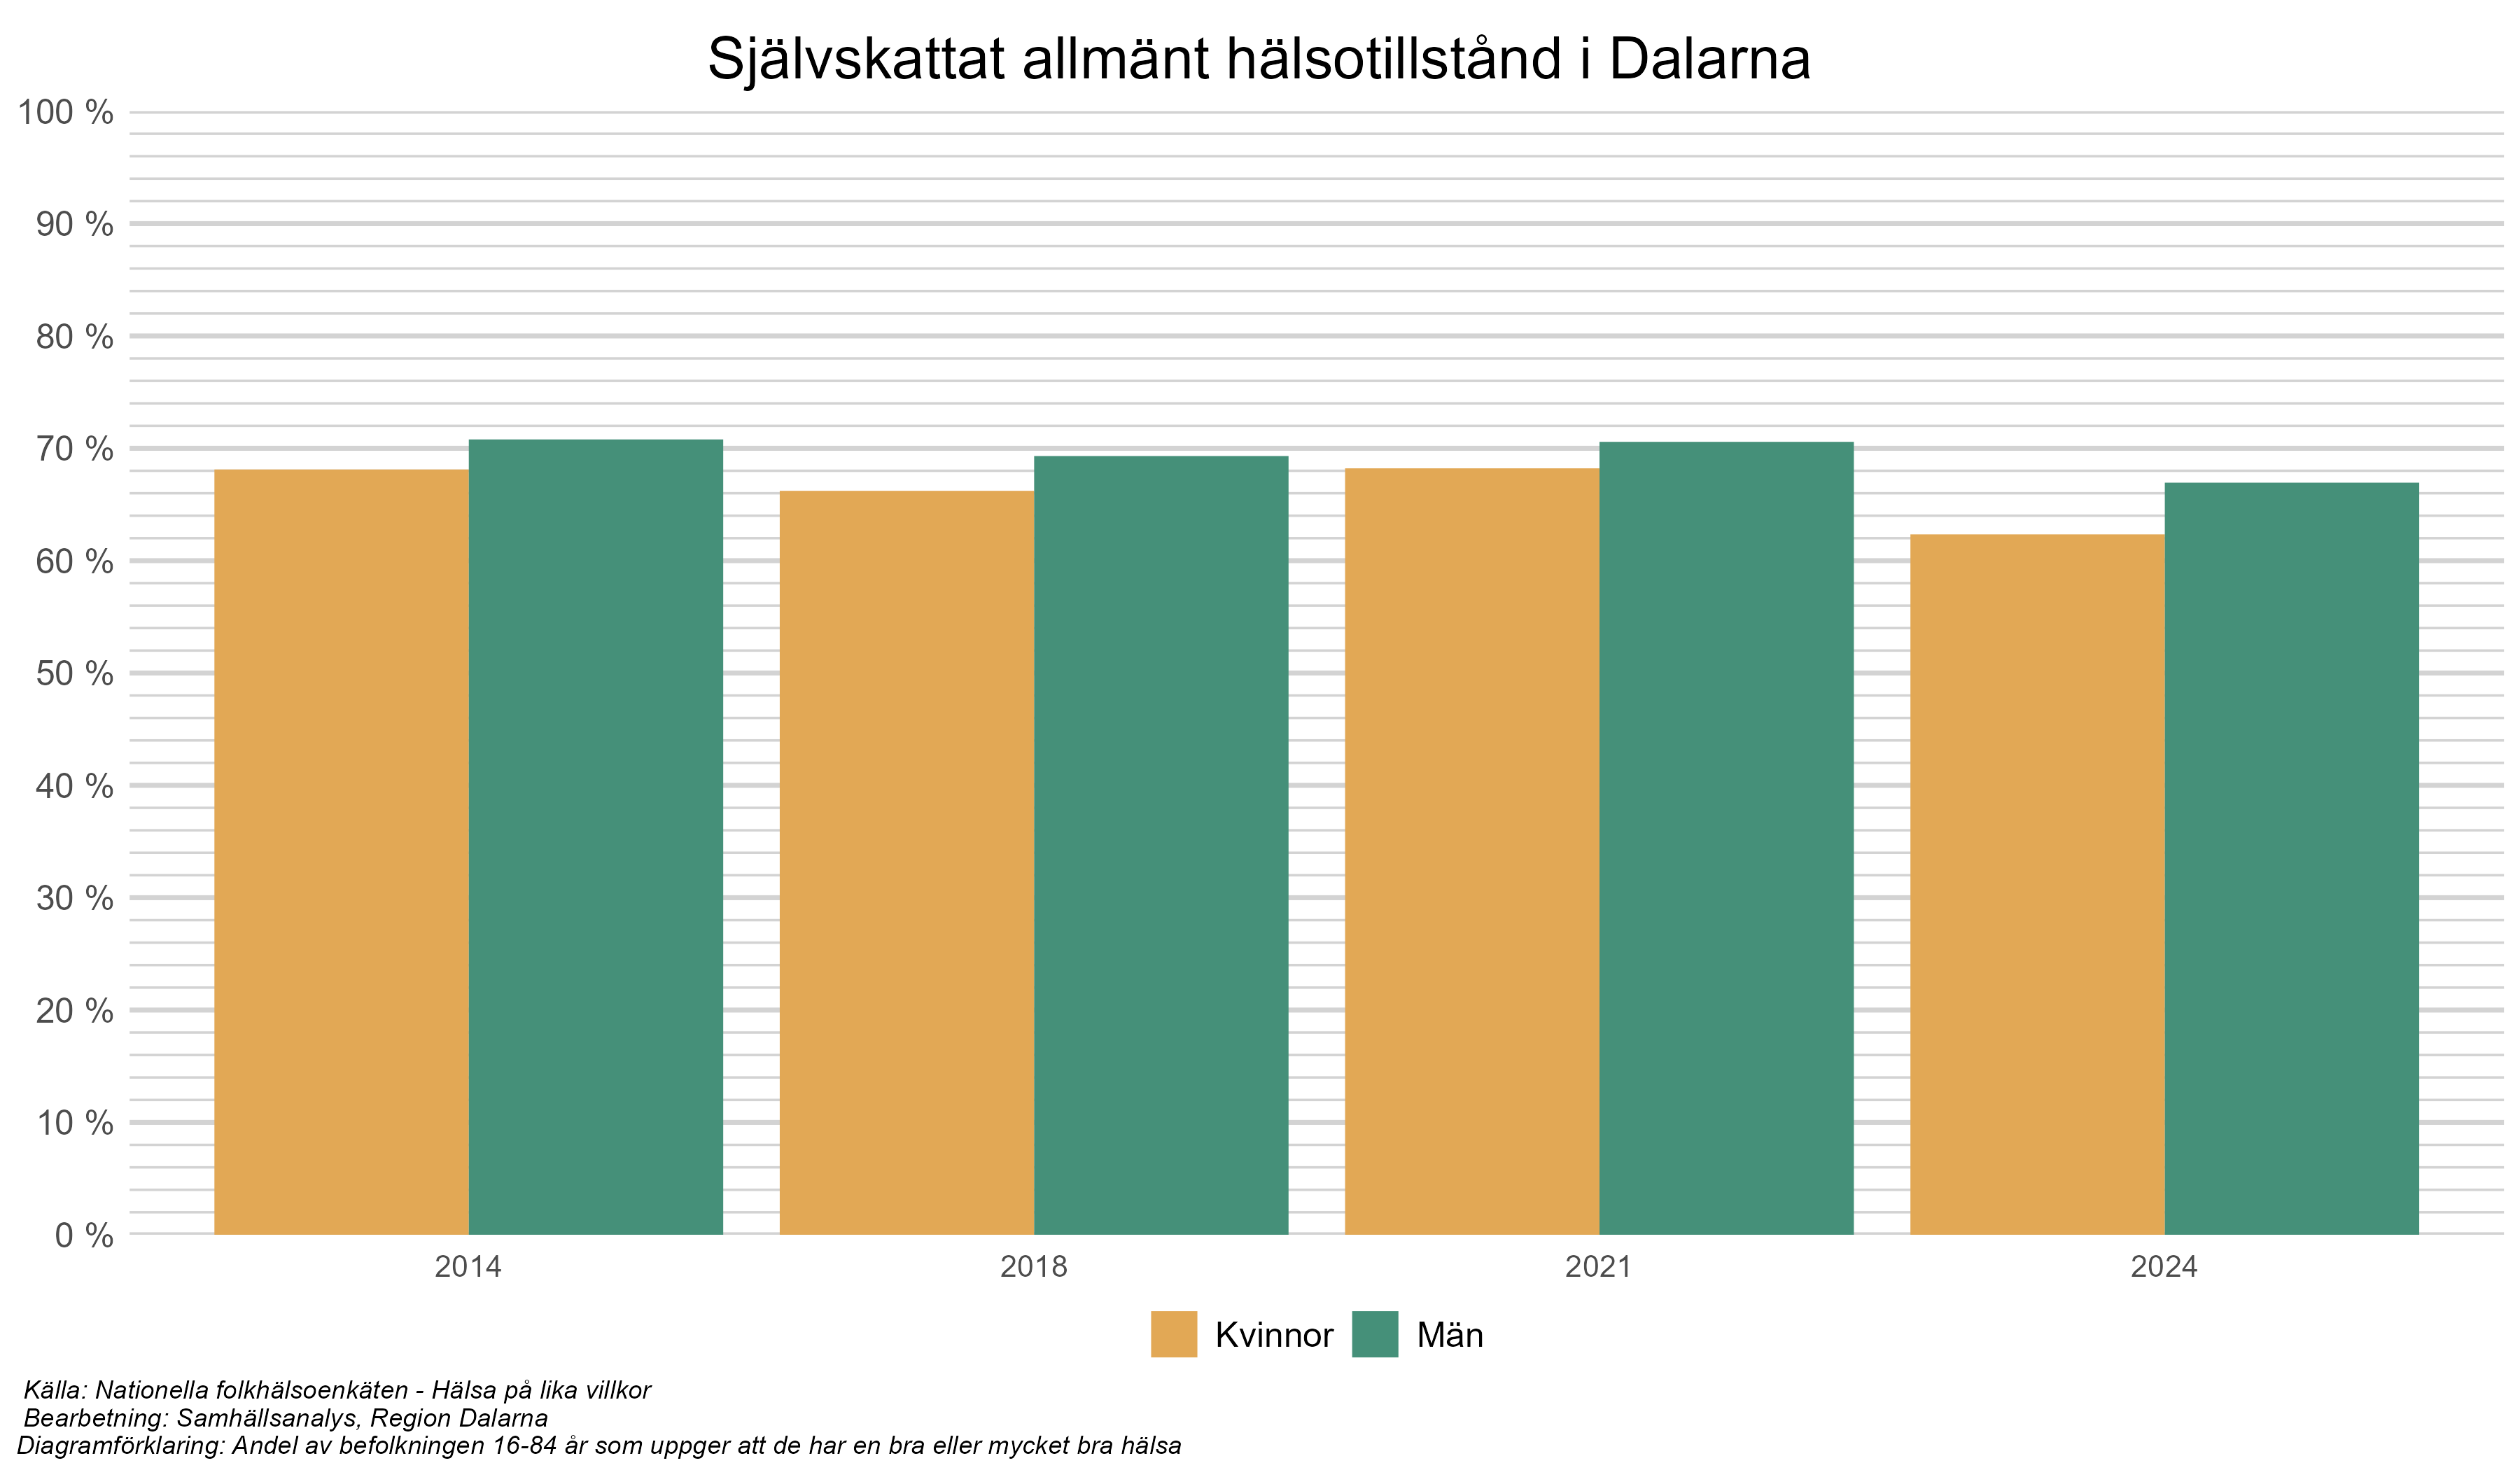 Självskattat allmänt hälsotillstånd i Dalarna
100 %
90 %
80 %
70 %
60 %
50 %
40 %
30 %
20 %
10 %
0 %
2014 2018 2021 2024
Kvinnor Män
Källa: Nationella folkhälsoenkäten - Hälsa på lika villkor
Bearbetning: Samhällsanalys, Region Dalarna
Diagramförklaring: Andel av befolkningen 16-84 år som uppger att de har en bra eller mycket bra hälsa